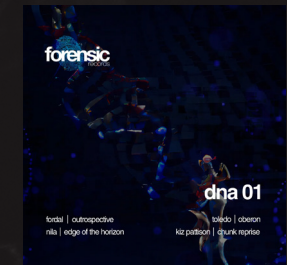 forensic
records
dna 01
fordal | outrospective
toledo | oberon
nila | edge of the horizon
kiz pattison | chunk reprise